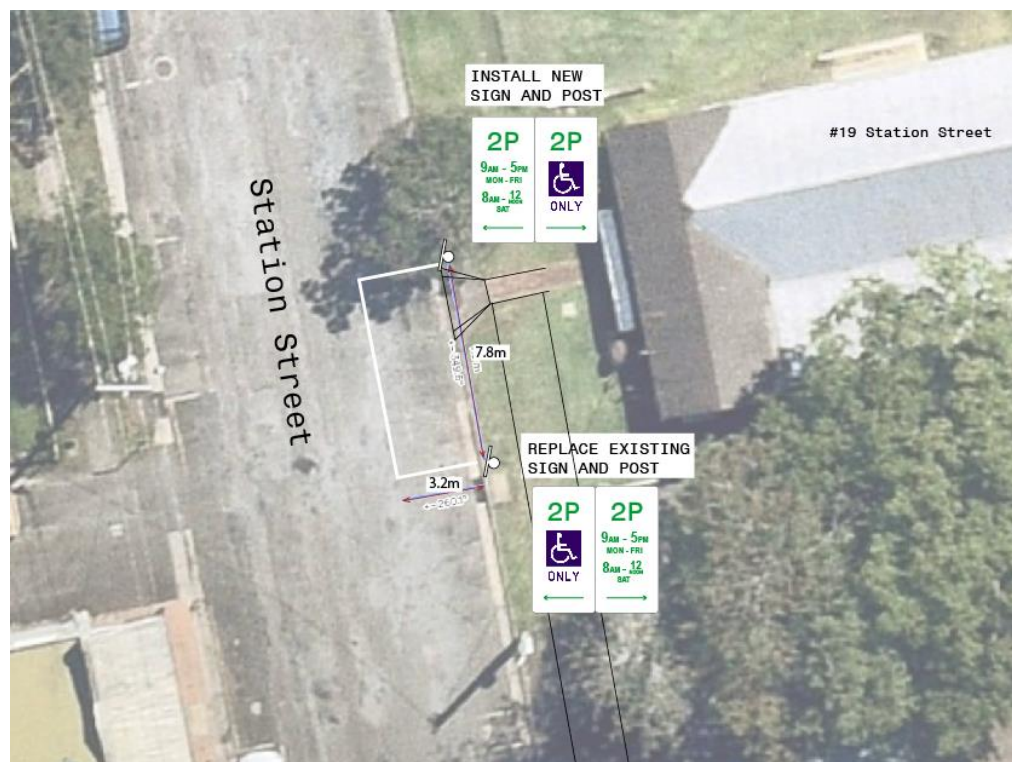 INSTALL NEW
SIGN AND POST
2P
9AM - 5PM
MON - FRI
8AM - 12 NOON
SAT
2P
ONLY
#19 Station Street
Station Street
7.8m
3.2m
REPLACE EXISTING
SIGN AND POST
2P
ONLY
2P
9AM - 5PM
MON - FRI
8AM - 12 NOON
SAT